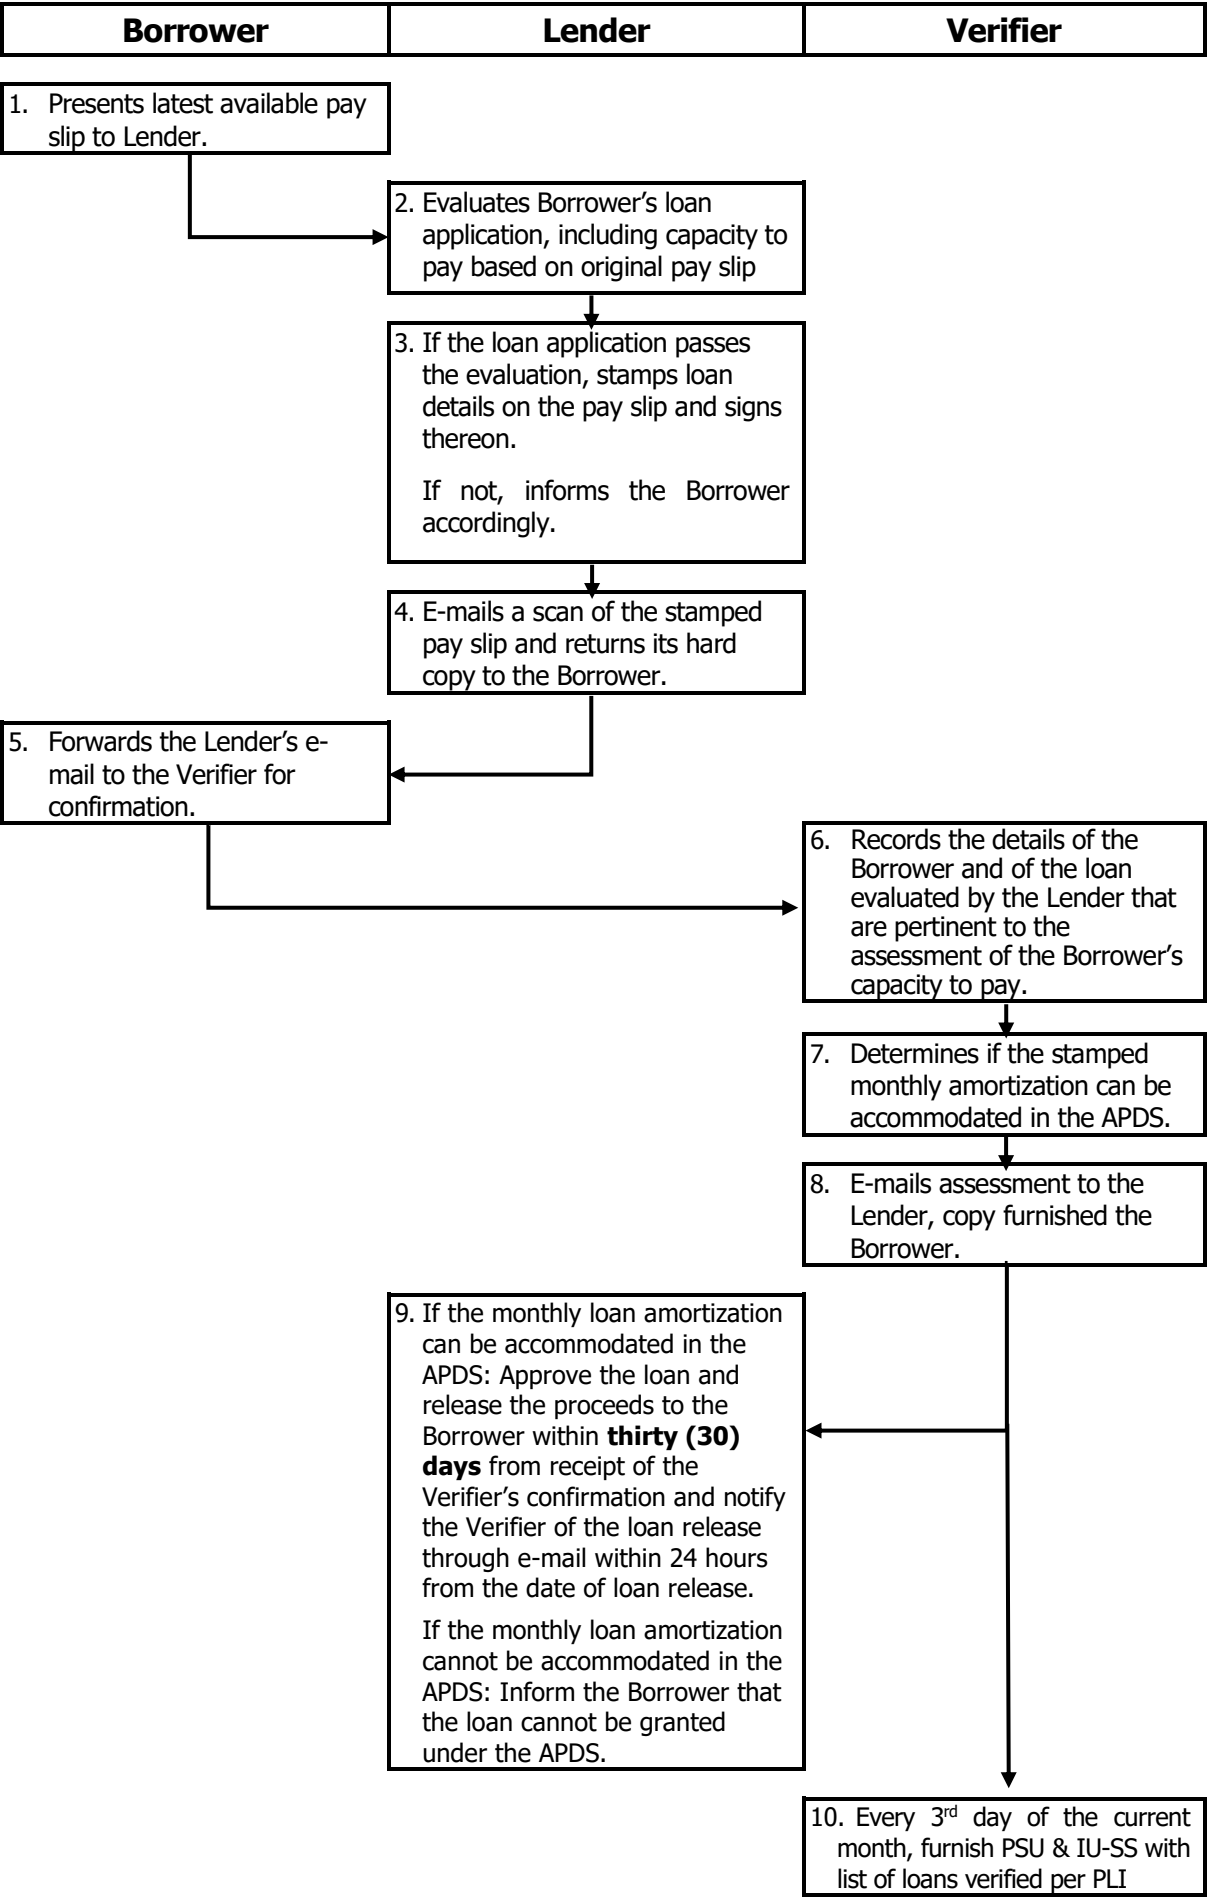 Borrower
Lender
Verifier
1. Presents latest available pay
slip to Lender.
2. Evaluates Borrower’s loan
application, including capacity to
pay based on original pay slip
3. If the loan application passes
the evaluation, stamps loan
details on the pay slip and signs
thereon.
If not, informs the Borrower
accordingly.
4. E-mails a scan of the stamped
pay slip and returns its hard
copy to the Borrower.
5. Forwards the Lender’s e-
mail to the Verifier for
confirmation.
6. Records the details of the
Borrower and of the loan
evaluated by the Lender that
are pertinent to the
assessment of the Borrower’s
capacity to pay.
7. Determines if the stamped
monthly amortization can be
accommodated in the APDS.
8. E-mails assessment to the
Lender, copy furnished the
Borrower.
9. If the monthly loan amortization
can be accommodated in the
APDS: Approve the loan and
release the proceeds to the
Borrower within thirty (30)
days from receipt of the
Verifier’s confirmation and notify
the Verifier of the loan release
through e-mail within 24 hours
from the date of loan release.
If the monthly loan amortization
cannot be accommodated in the
APDS: Inform the Borrower that
the loan cannot be granted
under the APDS.
10. Every 3rd day of the current
month, furnish PSU & IU-SS with
list of loans verified per PLI